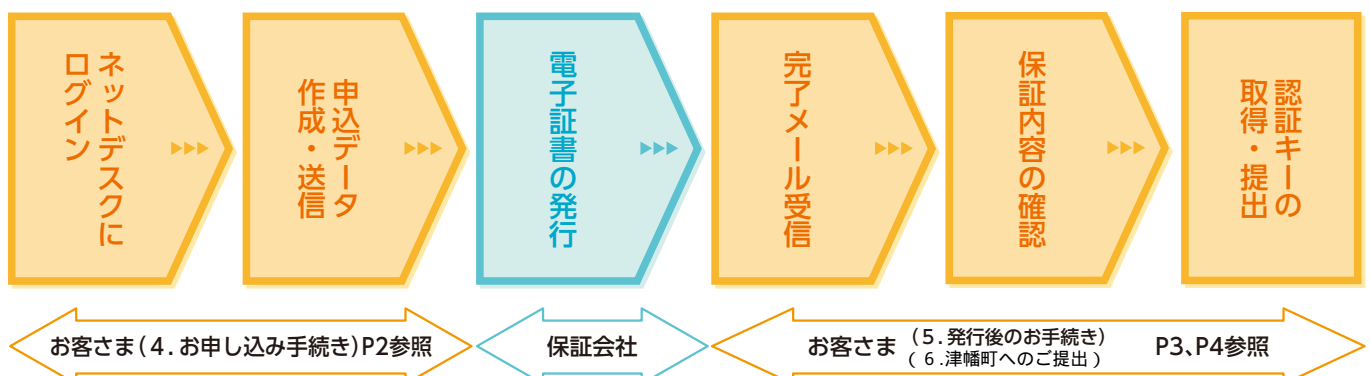 ネットデスクに
ログイン
申込データ
作成・送信
電子証書の発行
完了メール受信
保証内容の確認
認証キーの
取得・提出
お客さま(4.お申し込み手続き)P2参照
保証会社
お客さま
(5.発行後のお手続き)
(6.津幡町へのご提出)
P3、P4参照